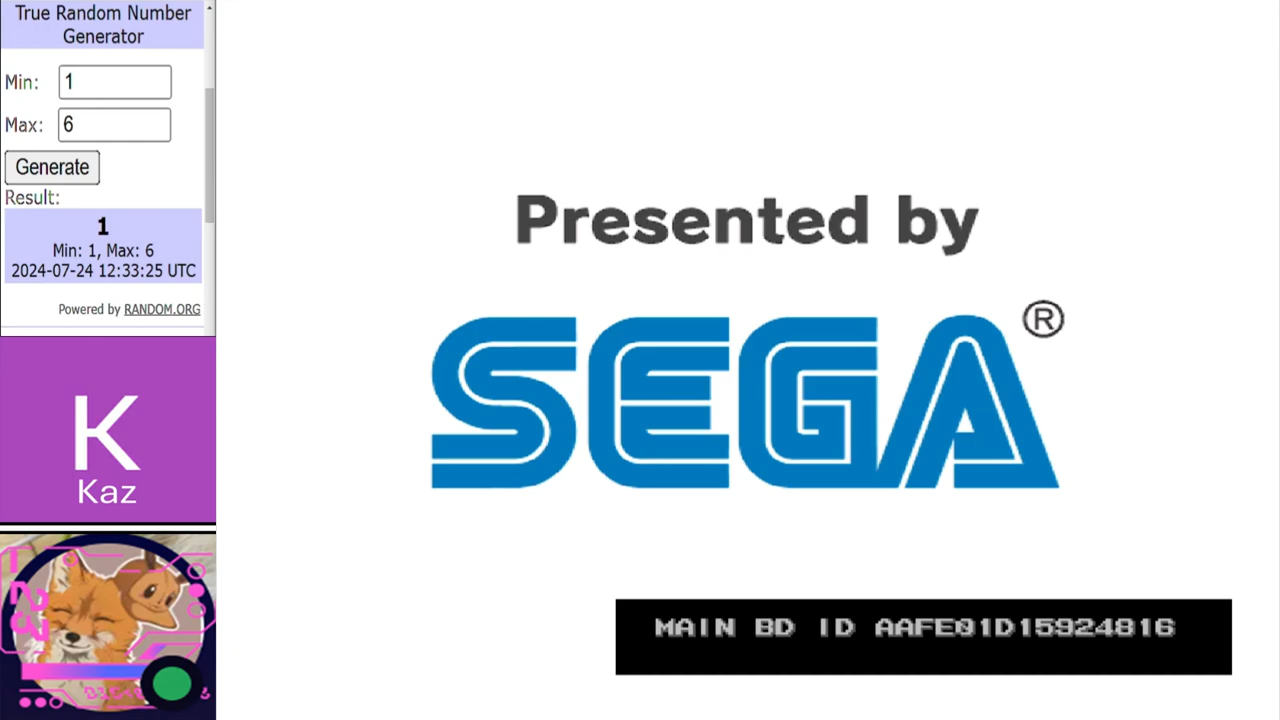 True Random Number
Generator
Min: 1
Max: 6
Generate
Result:
1
Min: 1, Max: 6
2024-07-24 12:33:25 UTC
Powered by RANDOM.ORG
K
Kaz
Presented by
SEGA®
MAIN BD ID AAFE01D15924816